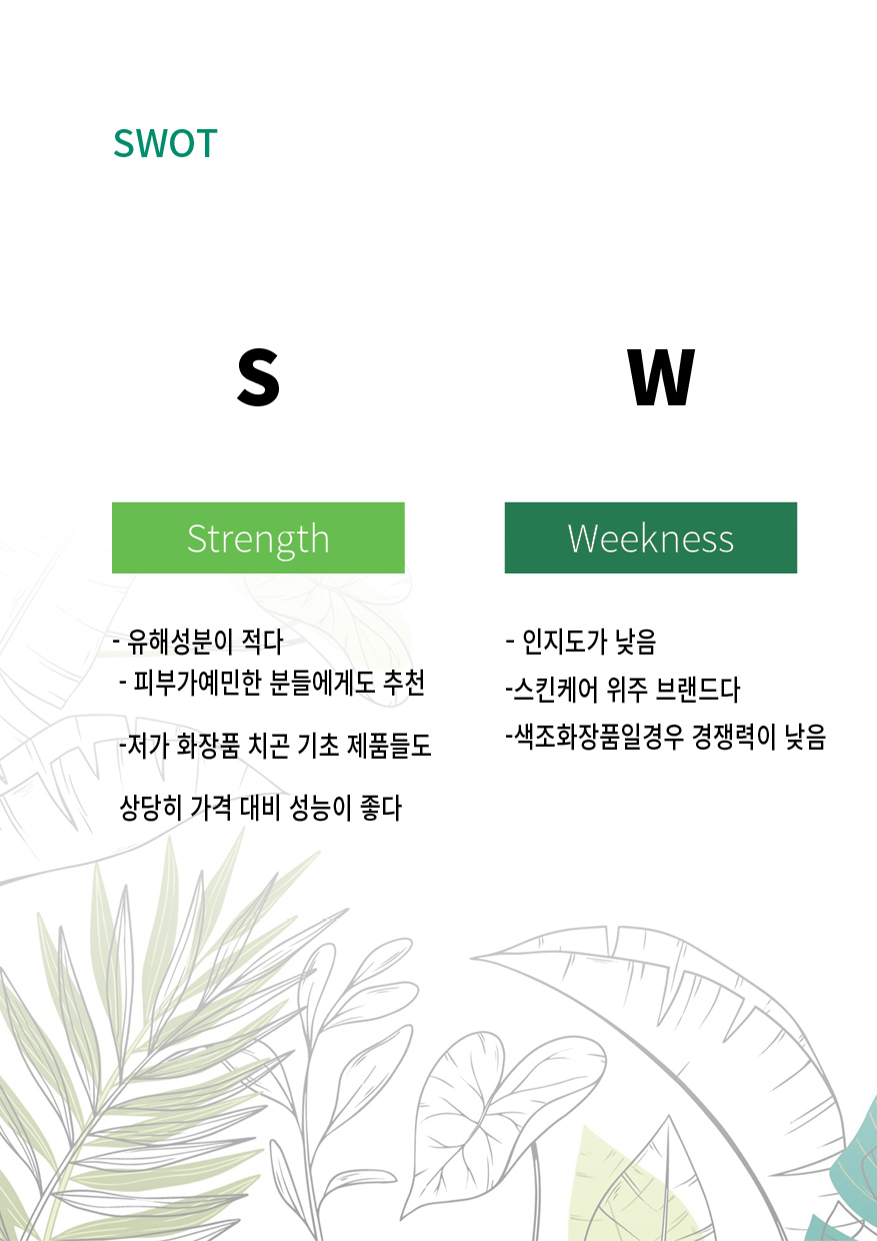 SWOT
S
W
Strength
Weekness
- 유해성분이 적다
- 피부가예민한 분들에게도 추천
-저가 화장품 치곤 기초 제품들도
상당히 가격 대비 성능이 좋다
- 인지도가 낮음
-스킨케어 위주 브랜드다
-색조화장품일경우 경쟁력이 낮음